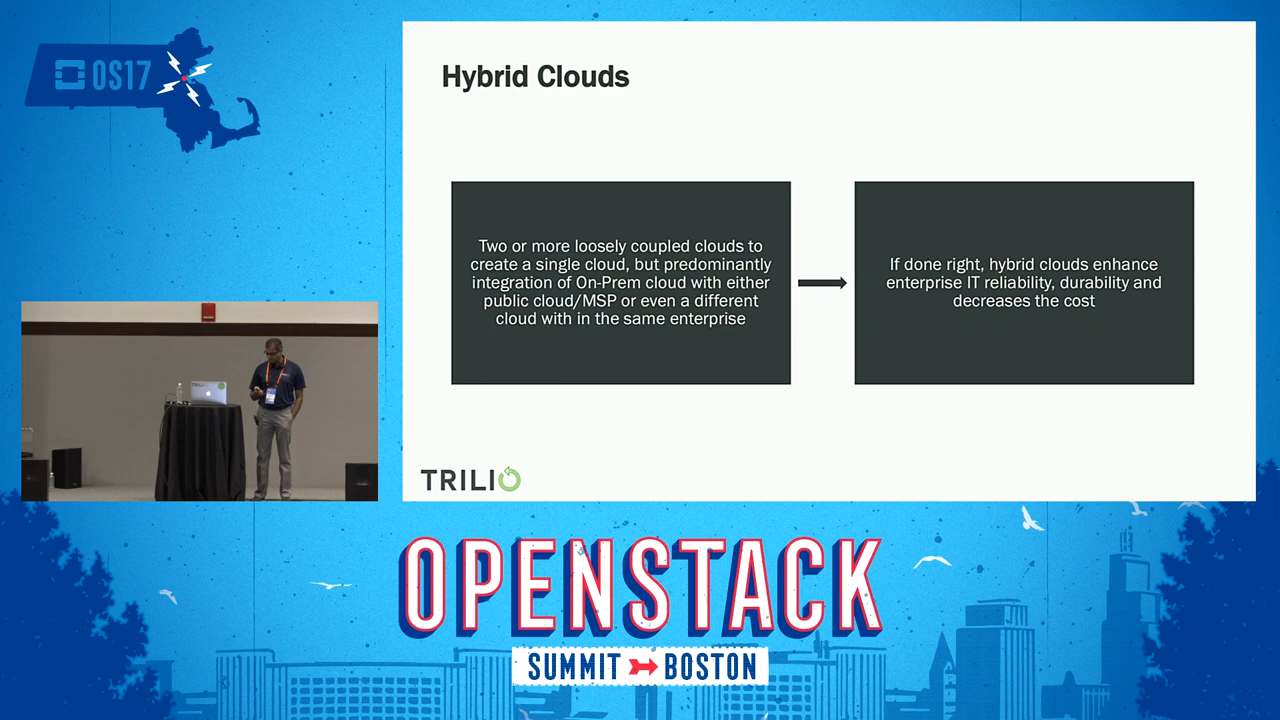 OS17
Hybrid Clouds
Two or more loosely coupled clouds to
create a single cloud, but predominantly
integration of On-Prem cloud with either
public cloud/MSP or even a different
cloud with in the same enterprise
If done right, hybrid clouds enhance
enterprise IT reliability, durability and
decreases the cost
TRILIO
TRILIO
OPENSTACK
SUMMIT BOSTON